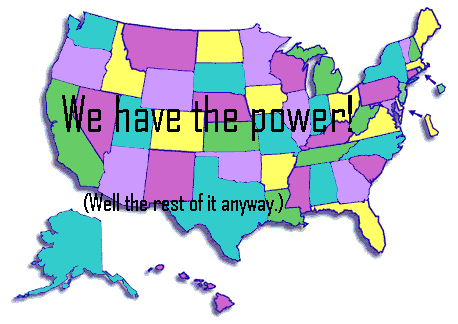 We have the power!
(Well the rest of it anyway.)